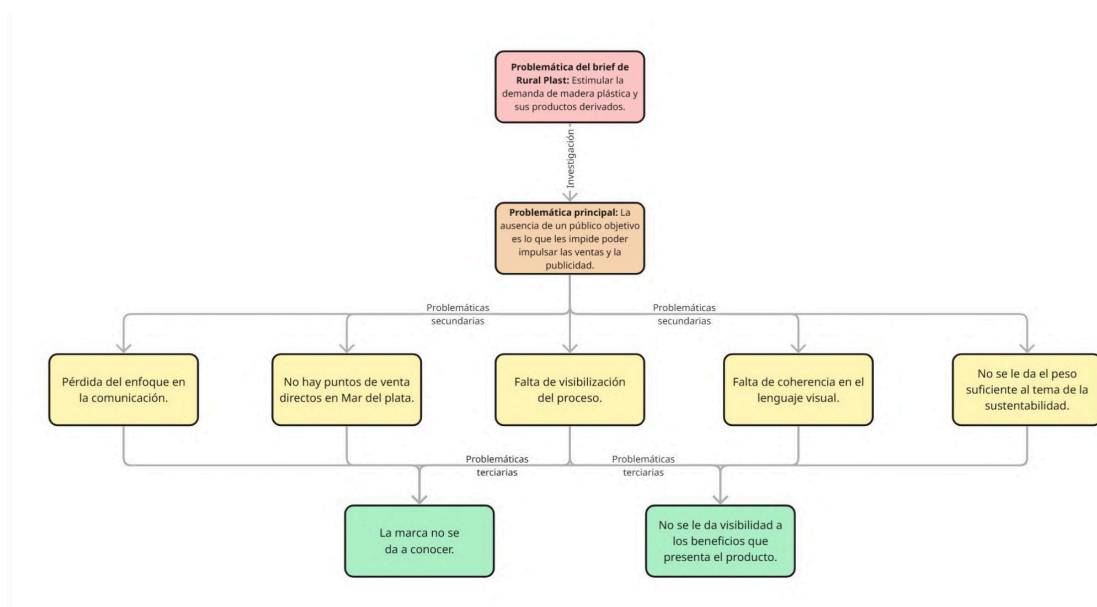 Problemática del brief de
Rural Plast: Estimular la
demanda de madera plástica y
sus productos derivados.
Investigación
Problemática principal: La
ausencia de un público objetivo
es lo que les impide poder
impulsar las ventas y la
publicidad.
Problemáticas
secundarias
Problemáticas
secundarias
Pérdida del enfoque en
la comunicación.
No hay puntos de venta
directos en Mar del plata.
Falta de visibilización
del proceso.
Falta de coherencia en el
lenguaje visual.
No se le da el peso
suficiente al tema de la
sustentabilidad.
Problemáticas
terciarias
Problemáticas
terciarias
La marca no se
da a conocer.
No se le da visibilidad a
los beneficios que
presenta el producto.